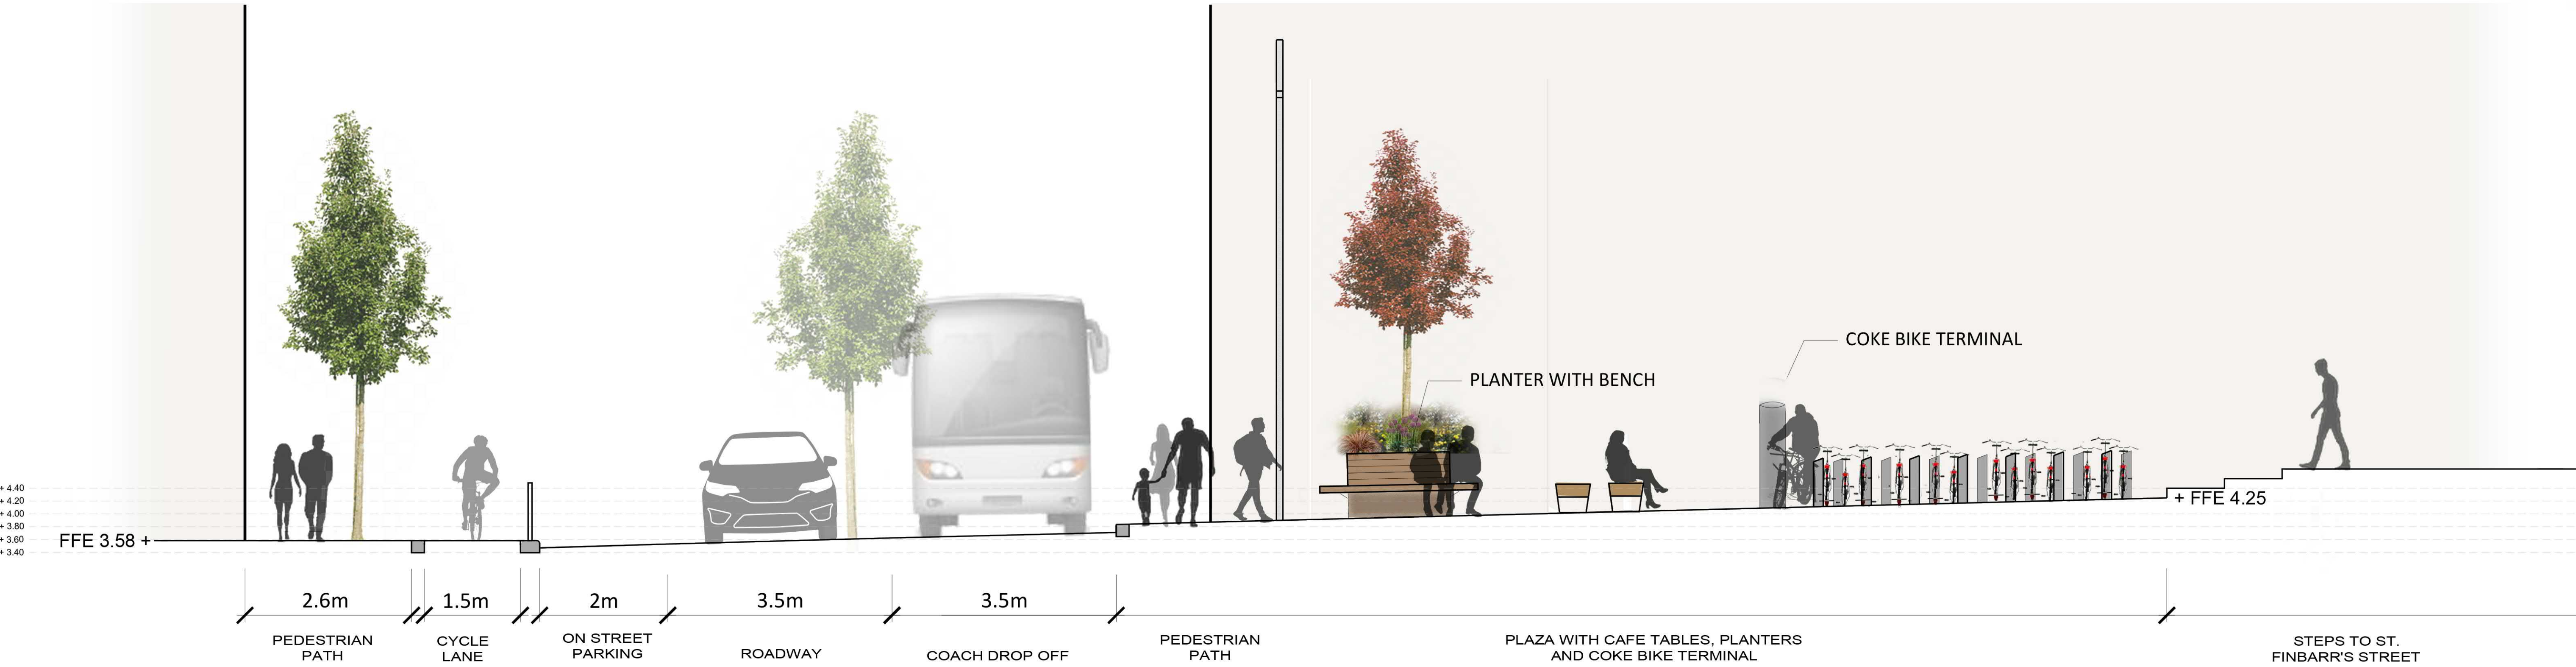 COKE BIKE TERMINAL
PLANTER WITH BENCH
+ 4.40
+ 4.20
+ 4.00
+ 3.80
+ 3.60
+ 3.40
FFE 3.58 +
+ FFE 4.25
2.6m
1.5m
2m
3.5m
3.5m
PEDESTRIAN
PATH
CYCLE
LANE
ON STREET
PARKING
ROADWAY
COACH DROP OFF
PEDESTRIAN
PATH
PLAZA WITH CAFE TABLES, PLANTERS
AND COKE BIKE TERMINAL
STEPS TO ST.
FINBARR'S STREET